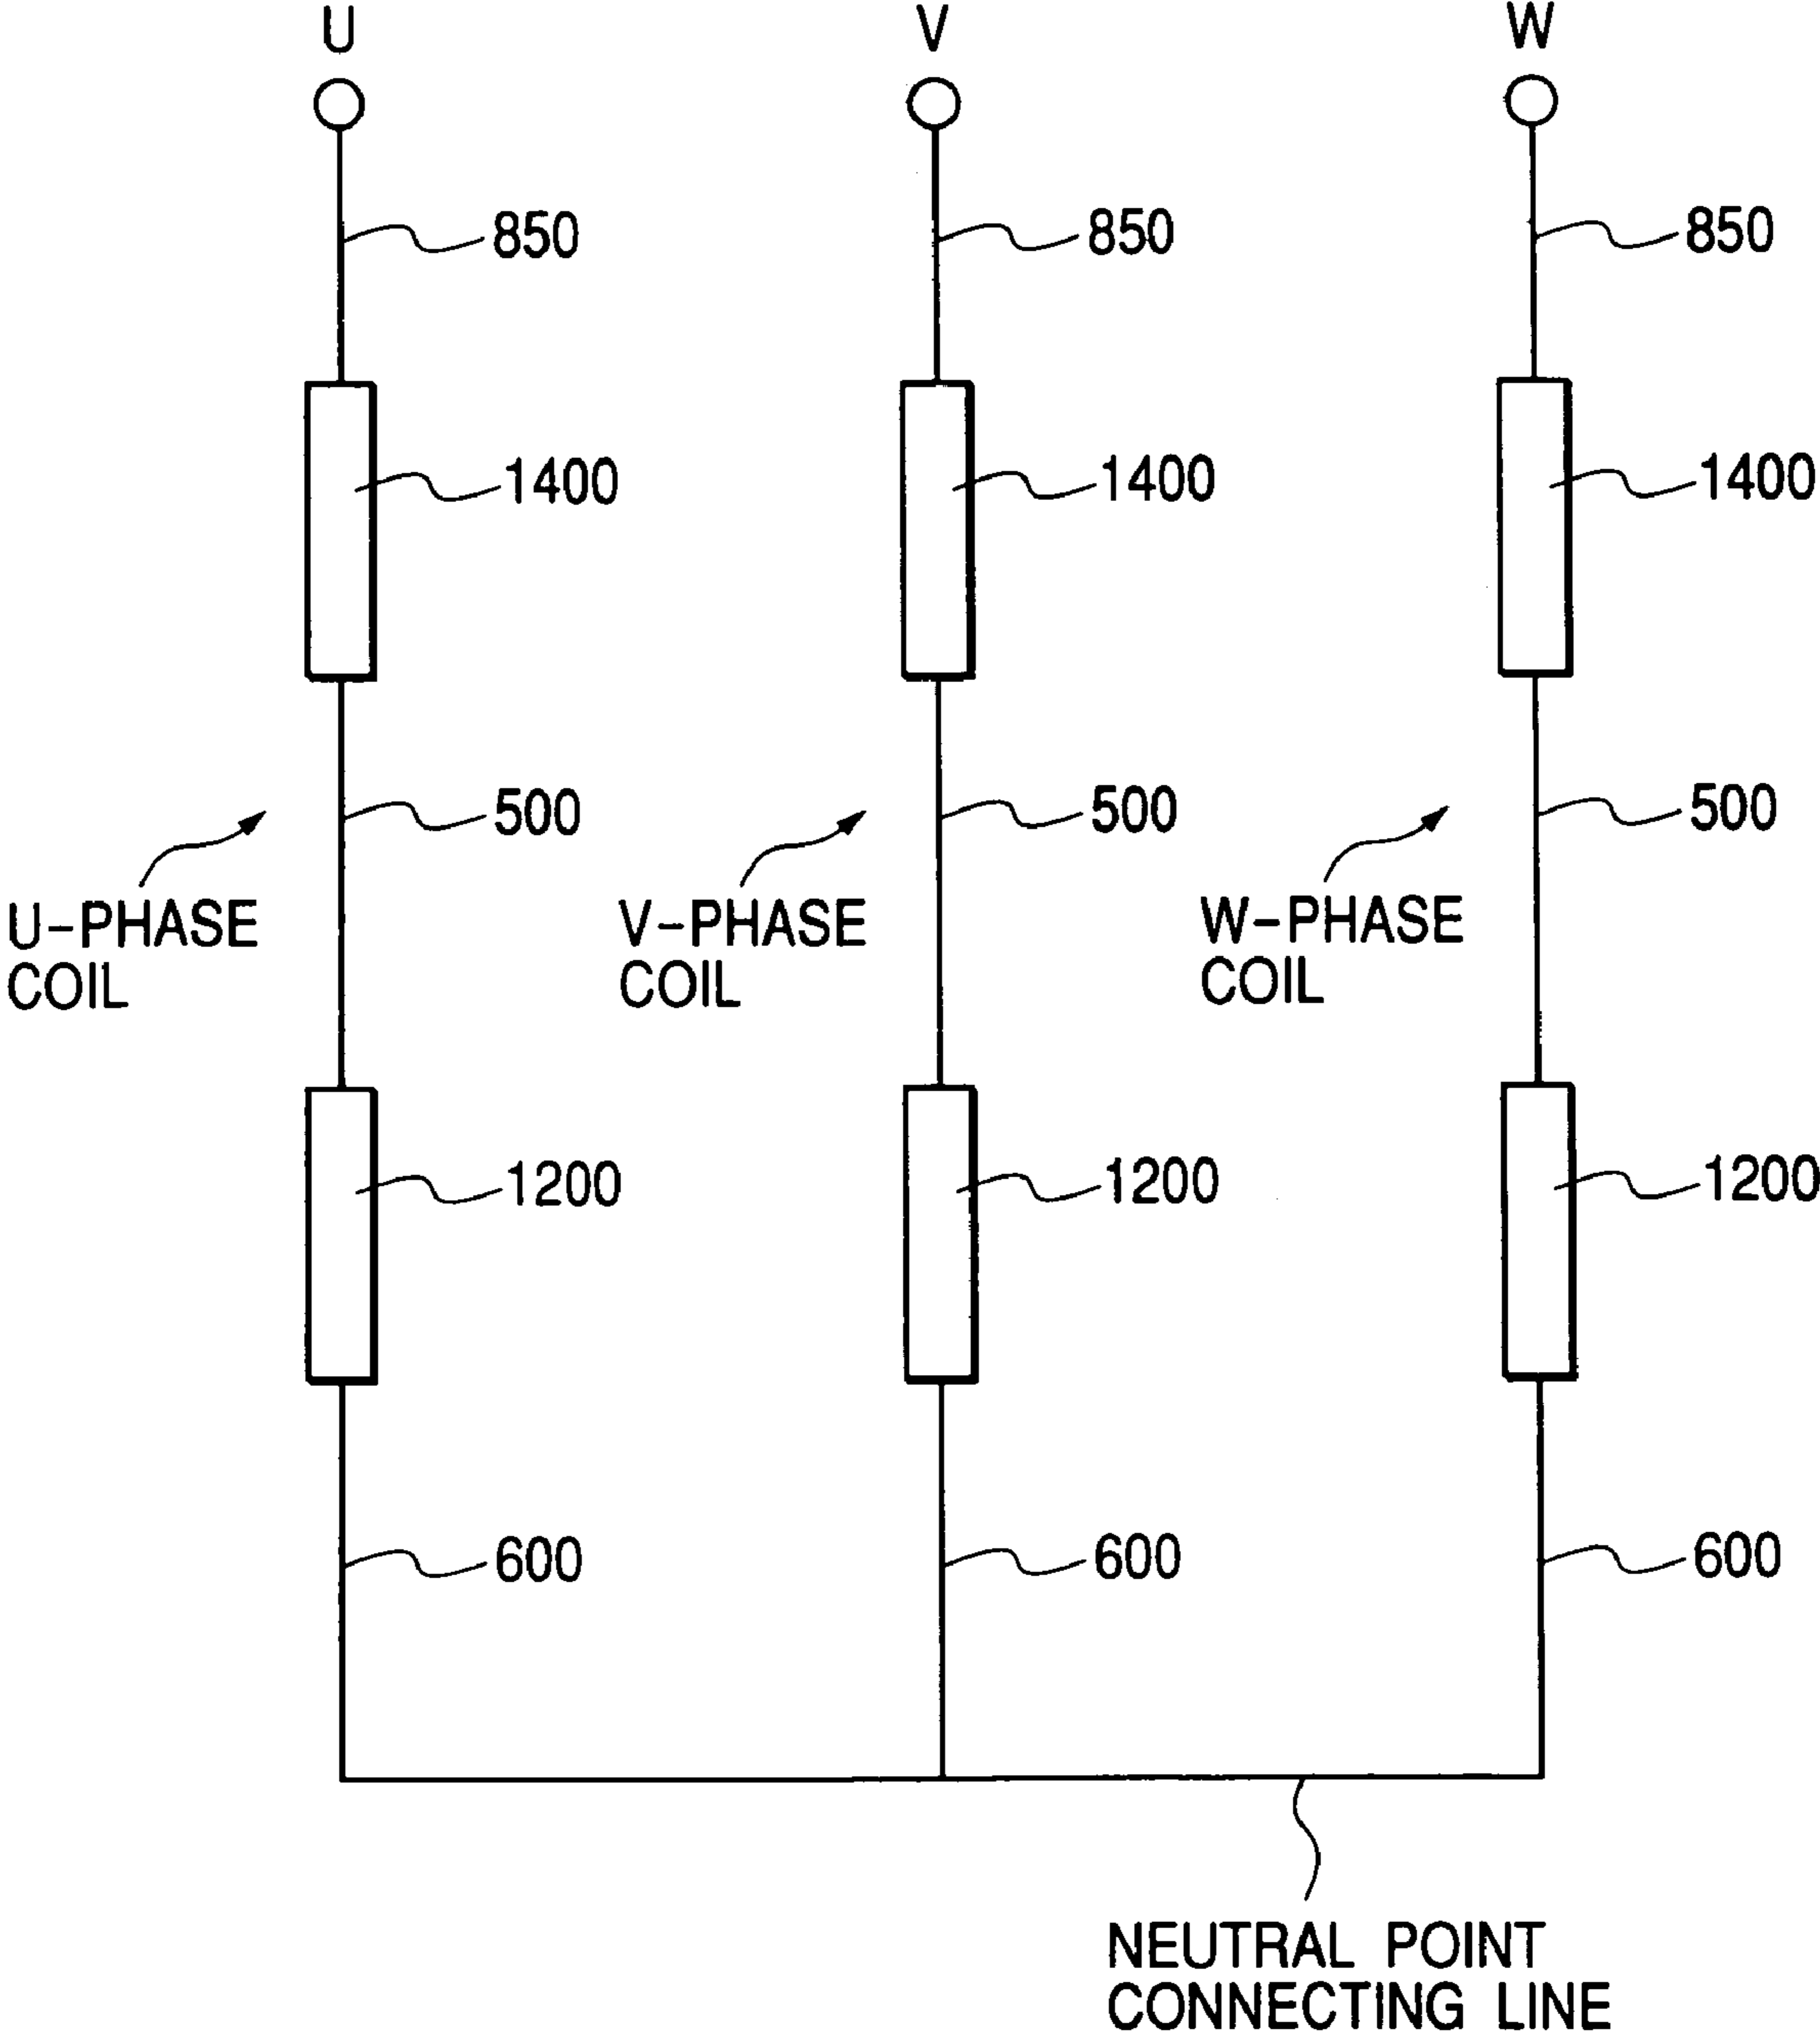 U V W
850 850 850
1400 1400 1400
500 500 500
U-PHASE
COIL
V-PHASE
COIL
W-PHASE
COIL
1200 1200 1200
600 600 600
NEUTRAL POINT
CONNECTING LINE